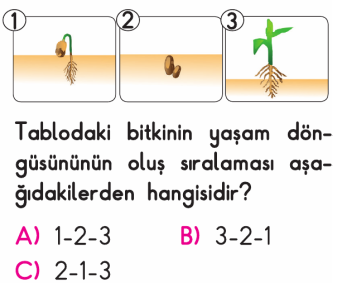 1 2 3
Tablodaki bitkinin yaşam dön-
güsününün oluş sıralaması aşa-
ğıdakilerden hangisidir?
A) 1-2-3 B) 3-2-1
C) 2-1-3